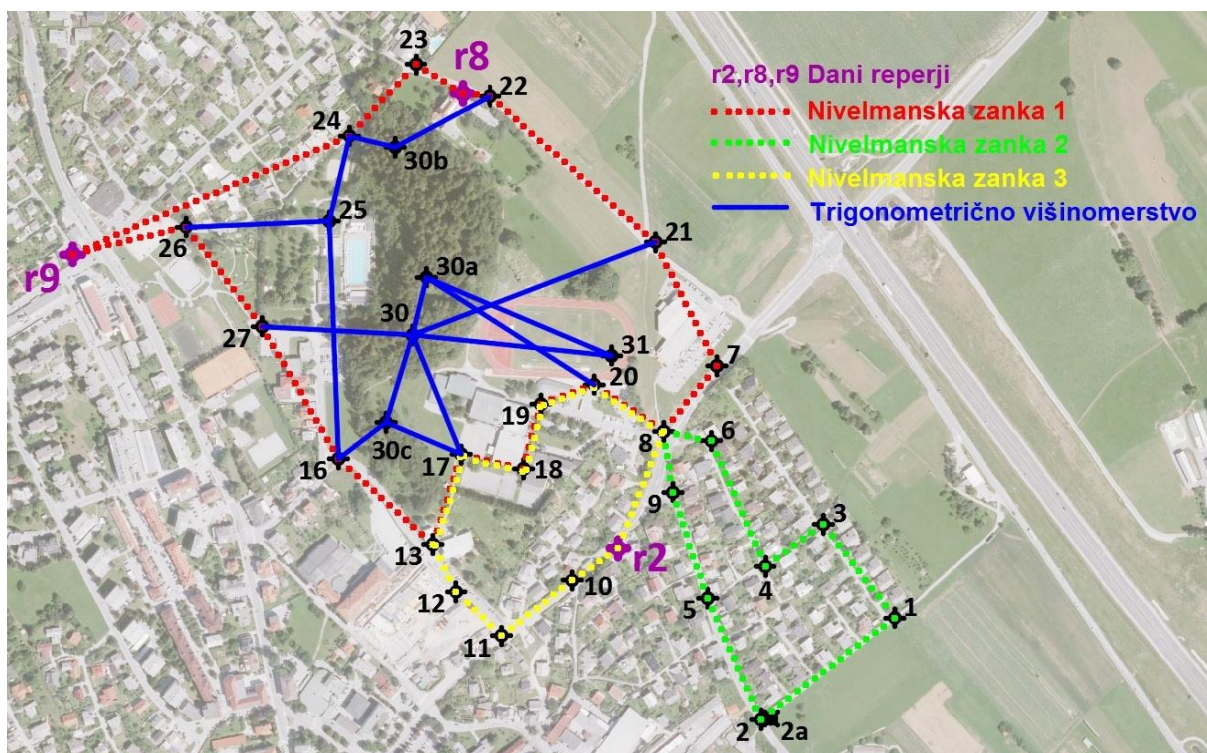 23
r8
22
r2,r8,r9 Dani reperji
Nivelmanska zanka 1
24
30b
Nivelmanska zanka 2
Nivelmanska zanka 3
25
Trigonometrično višinomerstvo
26
21
r9
30a
30
27
31
7
20
19
8
6
30c
17
18
16
9
3
13
r2
10
4
12
5
1
11
2
2a